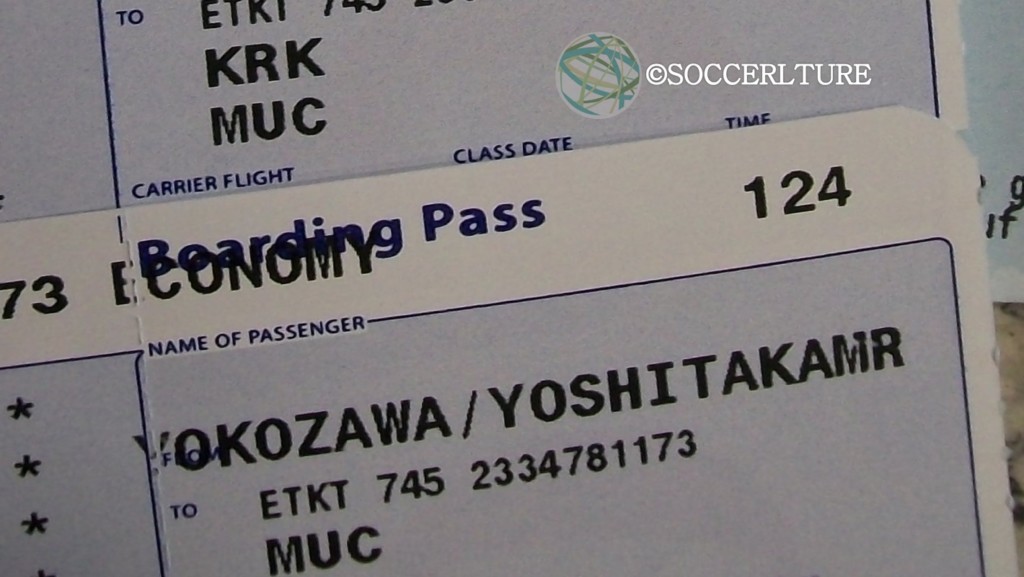 TO
ETKT 745
KRK
MUC
©SOCCERLTURE
CARRIER FLIGHT CLASS DATE TIME
Boarding Pass 124
73 ECONOMY
NAME OF PASSENGER
YOKOZAWA/YOSHITAKAMR
*
*
*
FROM
TO
ETKT 745 2334781173
MUC